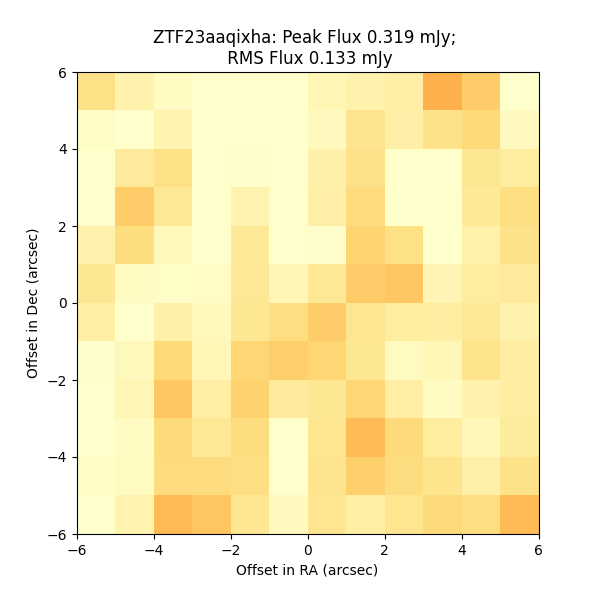 ZTF23aaqixha: Peak Flux 0.319 mJy;
RMS Flux 0.133 mJy
6
4
2
0
−2
−4
−6
Offset in Dec (arcsec)
−6 −4 −2 0 2 4 6
Offset in RA (arcsec)